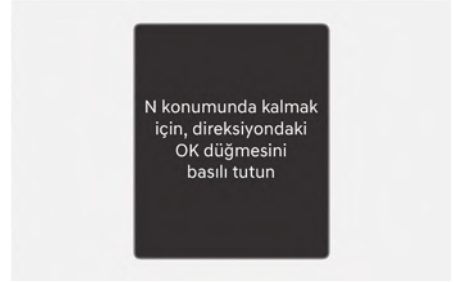 N konumunda kalmak
için, direksiyondaki
OK düğmesini
basılı tutun